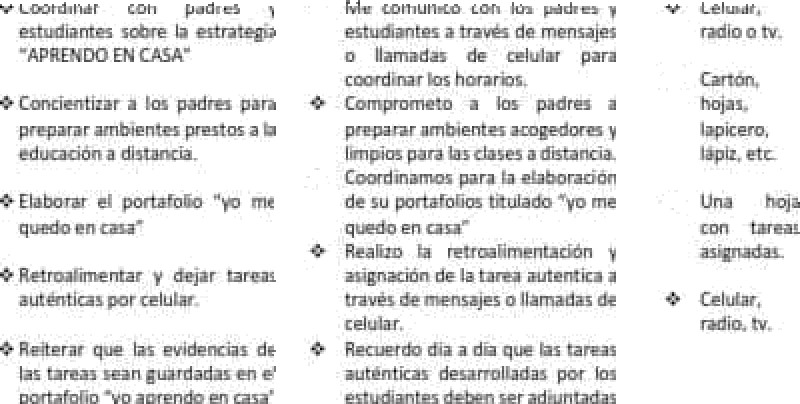 ❖ Coordinar con padres y
estudiantes sobre la estrategia
"APRENDO EN CASA"
❖ Concientizar a los padres para
preparar ambientes prestos a la
educación a distancia.
❖ Elaborar el portafolio "yo me
quedo en casa"
❖ Retroalimentar y dejar tareas
auténticas por celular.
❖ Reiterar que las evidencias de
las tareas sean guardadas en el
portafolio "yo aprendo en casa"
Me comunico con los padres y
estudiantes a través de mensajes
o llamadas de celular para
coordinar los horarios.
❖ Comprometo a los padres a
preparar ambientes acogedores y
limpios para las clases a distancia.
Coordinamos para la elaboración
de su portafolios titulado "yo me
quedo en casa"
❖ Realizo la retroalimentación y
asignación de la tarea autentica a
través de mensajes o llamadas de
celular.
❖ Recuerdo día a día que las tareas
auténticas desarrolladas por los
estudiantes deben ser adjuntadas
❖ Celular,
radio o tv.
Cartón,
hojas,
lapicero,
lápiz, etc.
Una hoja
con tareas
asignadas.
❖ Celular,
radio, tv.